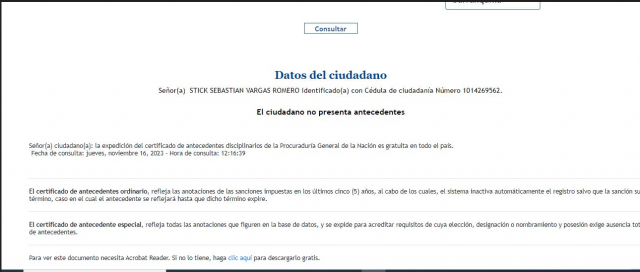 Consultar
Datos del ciudadano
Señor(a) STICK SEBASTIAN VARGAS ROMERO identificado(a) con Cédula de ciudadanía Número 1014269562.
El ciudadano no presenta antecedentes
Señor(a) ciudadano(a): la expedición del certificado de antecedentes disciplinarios de la Procuraduría General de la Nación es gratuita en todo el país.
Fecha de consulta: jueves, noviembre 16, 2023 - Hora de consulta: 12:16:39
El certificado de antecedentes ordinario, refleja las anotaciones de las sanciones impuestas en los últimos cinco (5) años, al cabo de los cuales, el sistema inactiva automáticamente el registro salvo que la sanción su
término, caso en el cual el antecedente se reflejará hasta que dicho término expire.
El certificado de antecedente especial, refleja todas las anotaciones que figuren en la base de datos, y se expide para acreditar requisitos de cuya elección, designación o nombramiento y posesión exige ausencia tot
de antecedentes.
Para ver este documento necesita Acrobat Reader. Si no lo tiene, haga clic aquí para descargarlo gratis.